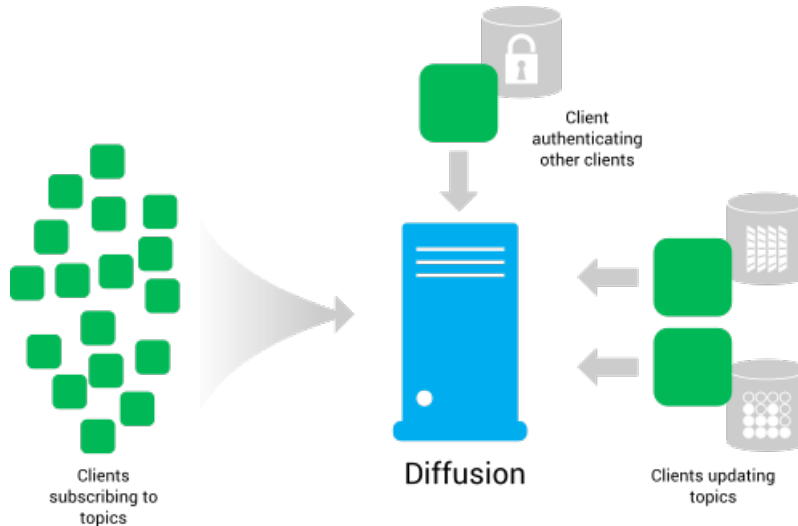 Client
authenticating
other clients
Diffusion
Clients
subscribing to
topics
Clients updating
topics